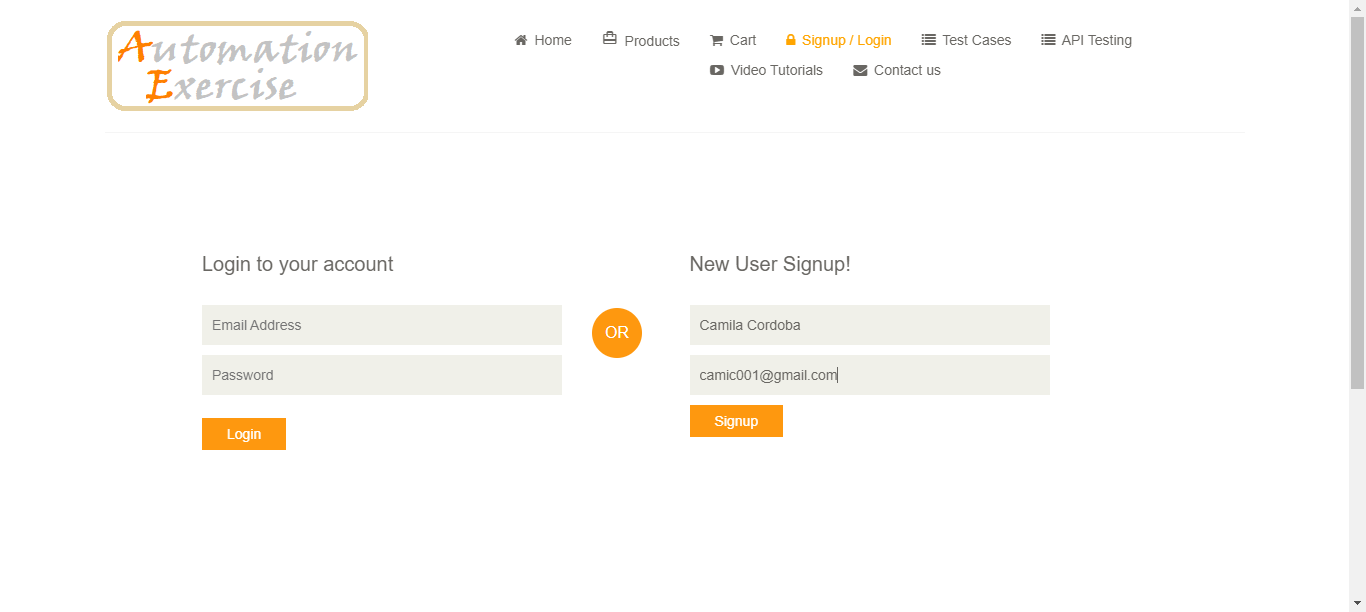 Automation
Exercise
Home Products Cart Signup / Login Test Cases API Testing
Video Tutorials Contact us
Login to your account
Email Address
Password
Login
OR
New User Signup!
Camila Cordoba
camic001@gmail.com
Signup